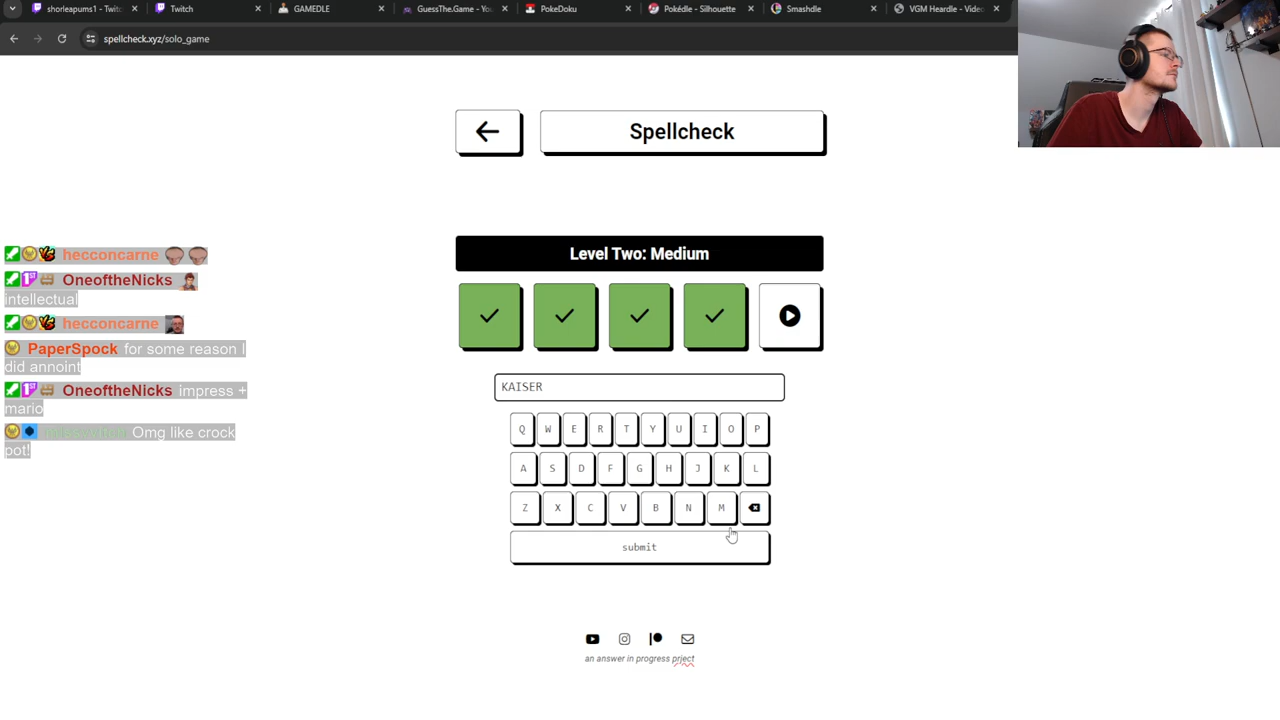 shorleapums1 - Twitc
Twitch
GAMEDLE
GuessThe.Game - Yo
PokeDoku
Pokédle - Silhouette
Smashdle
VGM Heardle - Video
spellcheck.xyz/solo_game
Spellcheck
Level Two: Medium
hecconcarne
OneoftheNicks
intellectual
hecconcarne
PaperSpock for some reason I
did annoint
OneoftheNicks impress +
mario
Omg like crock
pot!
KAISER
Q W E R T Y U I O P
A S D F G H J K L
Z X C V B N M
submit
an answer in progress prject